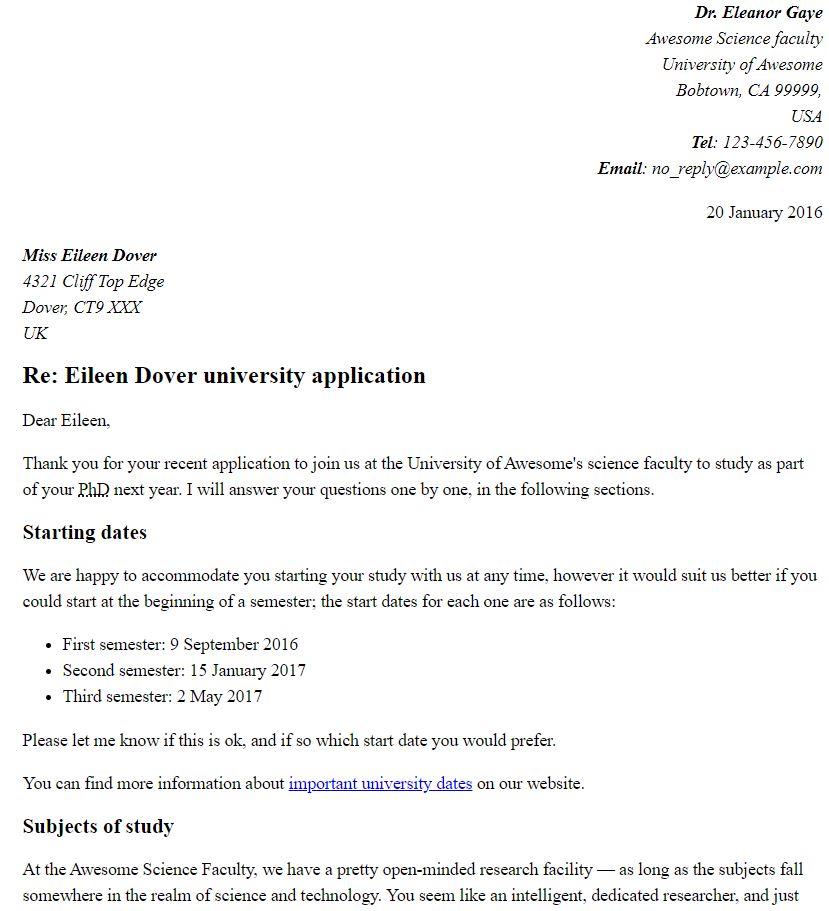 Dr. Eleanor Gaye
Awesome Science faculty
University of Awesome
Bobtown, CA 99999,
USA
Tel: 123-456-7890
Email: no_reply@example.com
20 January 2016
Miss Eileen Dover
4321 Cliff Top Edge
Dover, CT9 XXX
UK
Re: Eileen Dover university application
Dear Eileen,
Thank you for your recent application to join us at the University of Awesome's science faculty to study as part
of your PhD next year. I will answer your questions one by one, in the following sections.
Starting dates
We are happy to accommodate you starting your study with us at any time, however it would suit us better if you
could start at the beginning of a semester; the start dates for each one are as follows:
• First semester: 9 September 2016
• Second semester: 15 January 2017
• Third semester: 2 May 2017
Please let me know if this is ok, and if so which start date you would prefer.
You can find more information about important university dates on our website.
Subjects of study
At the Awesome Science Faculty, we have a pretty open-minded research facility — as long as the subjects fall
somewhere in the realm of science and technology. You seem like an intelligent, dedicated researcher, and just